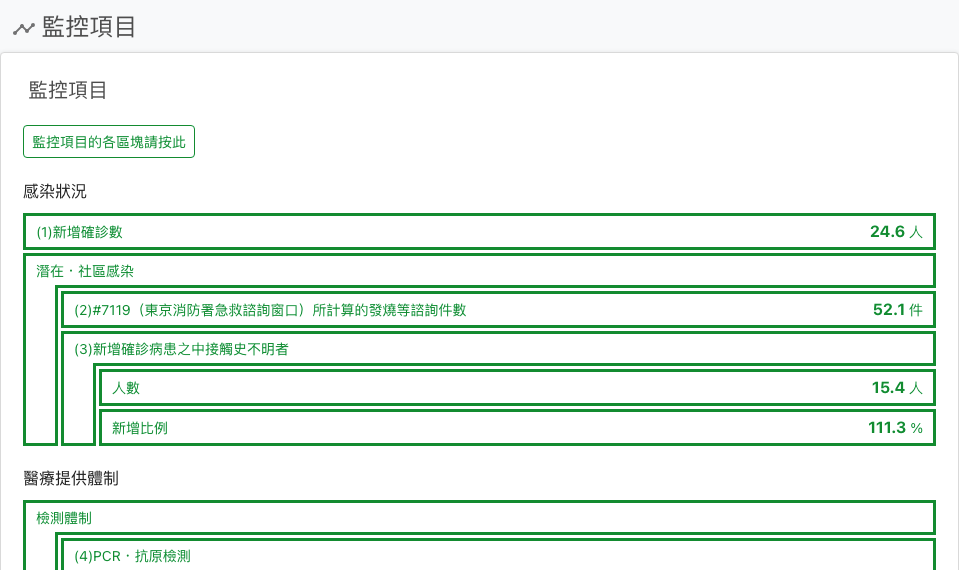 監控項目
監控項目
監控項目的各區塊請按此
感染狀況
(1)新增確診數 24.6 人
潛在・社區感染
(2)#7119（東京消防署急救諮詢窗口）所計算的發燒等諮詢件數 52.1 件
(3)新增確診病患之中接觸史不明者
人數 15.4 人
新增比例 111.3 %
醫療提供體制
檢測體制
(4)PCR・抗原檢測